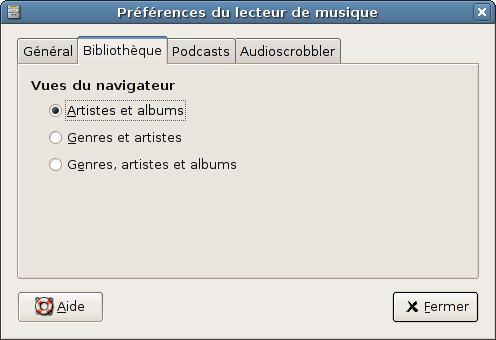 Préférences du lecteur de musique
Général Bibliothèque Podcasts Audioscrobbler
Vues du navigateur
Artistes et albums
Genres et artistes
Genres, artistes et albums
Aide Fermer